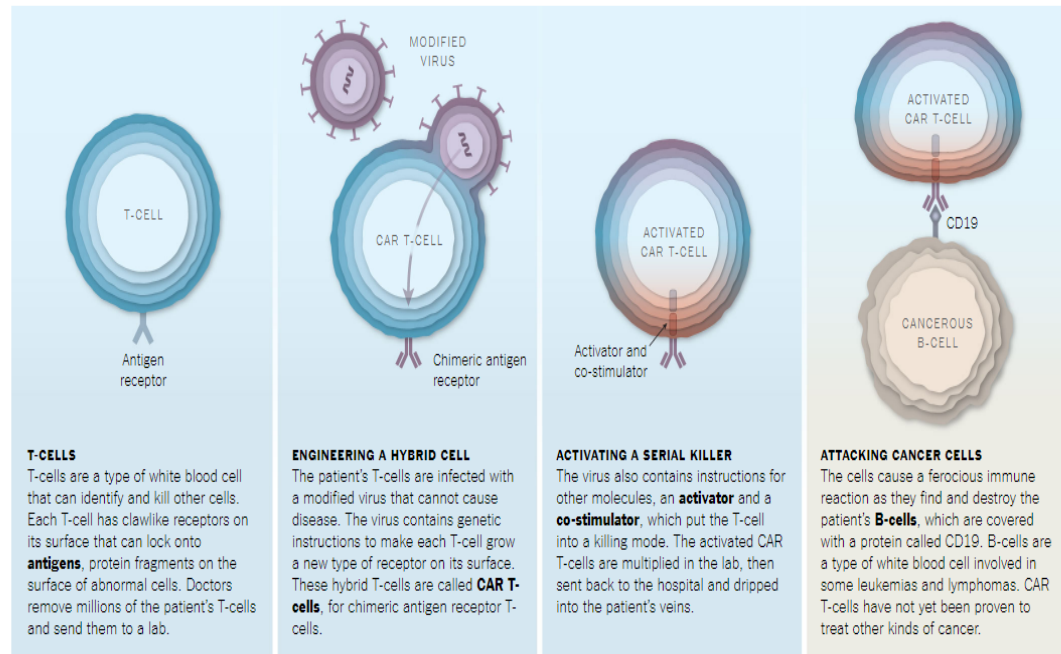 T-CELL
Antigen
receptor
T-CELLS
T-cells are a type of white blood cell
that can identify and kill other cells.
Each T-cell has clawlike receptors on
its surface that can lock onto
antigens, protein fragments on the
surface of abnormal cells. Doctors
remove millions of the patient's T-cells
and send them to a lab.
MODIFIED
VIRUS
CAR T-CELL
Chimeric antigen
receptor
ENGINEERING A HYBRID CELL
The patient's T-cells are infected with
a modified virus that cannot cause
disease. The virus contains genetic
instructions to make each T-cell grow
a new type of receptor on its surface.
These hybrid T-cells are called CAR T-
cells, for chimeric antigen receptor T-
cells.
ACTIVATED
CAR T-CELL
Activator and
co-stimulator
ACTIVATING A SERIAL KILLER
The virus also contains instructions for
other molecules, an activator and a
co-stimulator, which put the T-cell
into a killing mode. The activated CAR
T-cells are multiplied in the lab, then
sent back to the hospital and dripped
into the patient's veins.
ACTIVATED
CAR T-CELL
CD19
CANCEROUS
B-CELL
ATTACKING CANCER CELLS
The cells cause a ferocious immune
reaction as they find and destroy the
patient's B-cells, which are covered
with a protein called CD19. B-cells are
a type of white blood cell involved in
some leukemias and lymphomas. CAR
T-cells have not yet been proven to
treat other kinds of cancer.